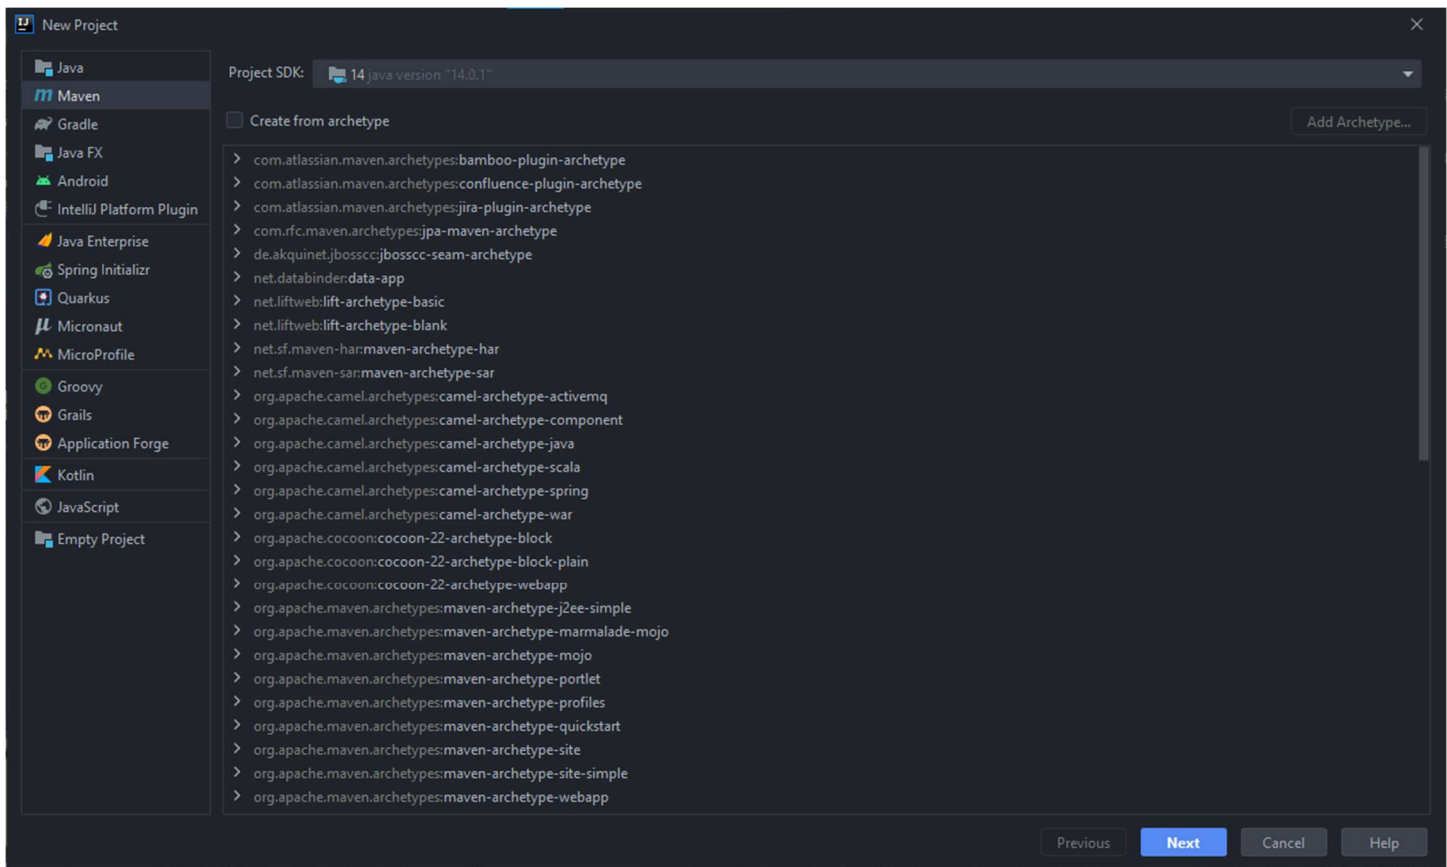 New Project
Java
Maven
Gradle
Java FX
Android
IntelliJ Platform Plugin
Java Enterprise
Spring Initializr
Quarkus
Micronaut
MicroProfile
Groovy
Grails
Application Forge
Kotlin
JavaScript
Empty Project
Project SDK: 14 java version "14.0.1"
Create from archetype
Add Archetype...
com.atlassian.maven.archetypes:bamboo-plugin-archetype
com.atlassian.maven.archetypes:confluence-plugin-archetype
com.atlassian.maven.archetypes:jira-plugin-archetype
com.rfc.maven.archetypes:jpa-maven-archetype
de.akquinet.jbosscc:jbosscc-seam-archetype
net.databinder:data-app
net.liftweb:lift-archetype-basic
net.liftweb:lift-archetype-blank
net.sf.maven-har:maven-archetype-har
net.sf.maven-sar:maven-archetype-sar
org.apache.camel.archetypes:camel-archetype-activemq
org.apache.camel.archetypes:camel-archetype-component
org.apache.camel.archetypes:camel-archetype-java
org.apache.camel.archetypes:camel-archetype-scala
org.apache.camel.archetypes:camel-archetype-spring
org.apache.camel.archetypes:camel-archetype-war
org.apache.cocoon:cocoon-22-archetype-block
org.apache.cocoon:cocoon-22-archetype-block-plain
org.apache.cocoon:cocoon-22-archetype-webapp
org.apache.maven.archetypes:maven-archetype-j2ee-simple
org.apache.maven.archetypes:maven-archetype-marmalade-mojo
org.apache.maven.archetypes:maven-archetype-mojo
org.apache.maven.archetypes:maven-archetype-portlet
org.apache.maven.archetypes:maven-archetype-profiles
org.apache.maven.archetypes:maven-archetype-quickstart
org.apache.maven.archetypes:maven-archetype-site
org.apache.maven.archetypes:maven-archetype-site-simple
org.apache.maven.archetypes:maven-archetype-webapp
Previous Next Cancel Help